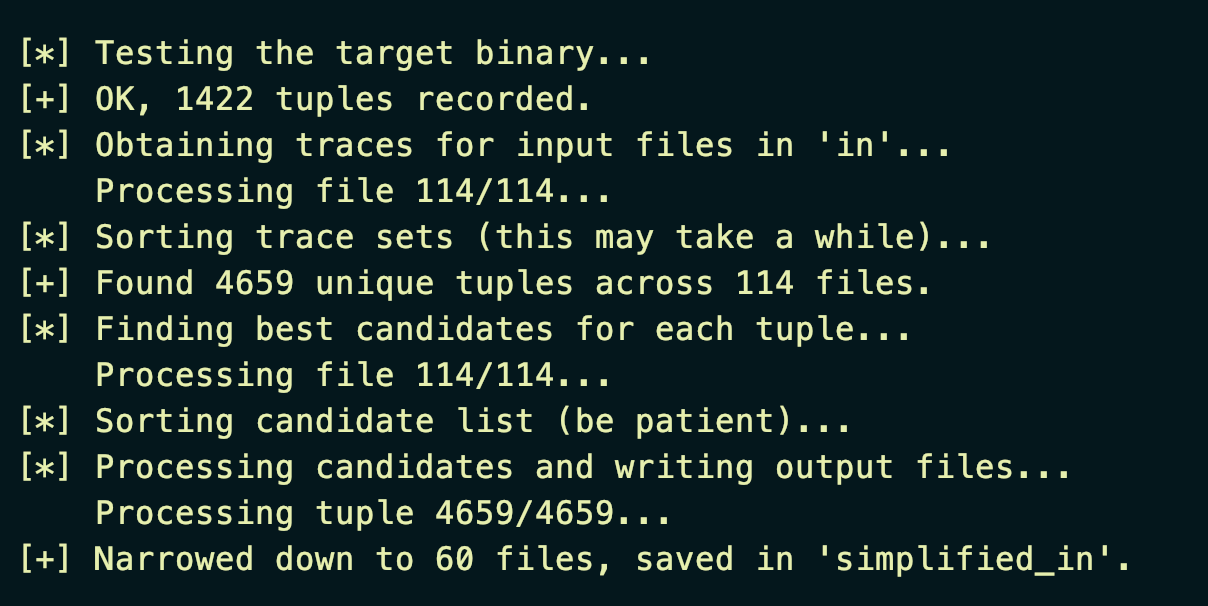 [*] Testing the target binary...
[+] OK, 1422 tuples recorded.
[*] Obtaining traces for input files in 'in'...
    Processing file 114/114...
[*] Sorting trace sets (this may take a while)...
[+] Found 4659 unique tuples across 114 files.
[*] Finding best candidates for each tuple...
    Processing file 114/114...
[*] Sorting candidate list (be patient)...
[*] Processing candidates and writing output files...
    Processing tuple 4659/4659...
[+] Narrowed down to 60 files, saved in 'simplified_in'.